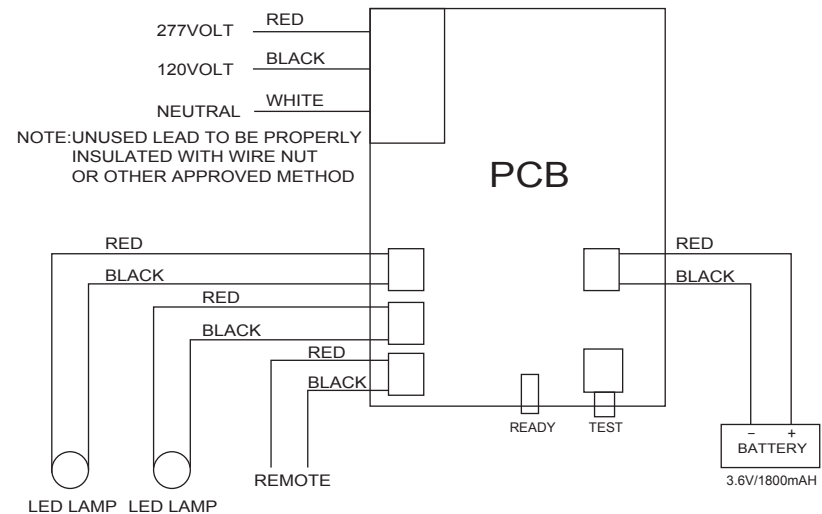 277VOLT
RED
120VOLT
BLACK
NEUTRAL
WHITE
NOTE:UNUSED LEAD TO BE PROPERLY
INSULATED WITH WIRE NUT
OR OTHER APPROVED METHOD
PCB
RED
BLACK
RED
BLACK
RED
BLACK
RED
BLACK
READY
TEST
− +
BATTERY
3.6V/1800mAH
REMOTE
LED LAMP
LED LAMP